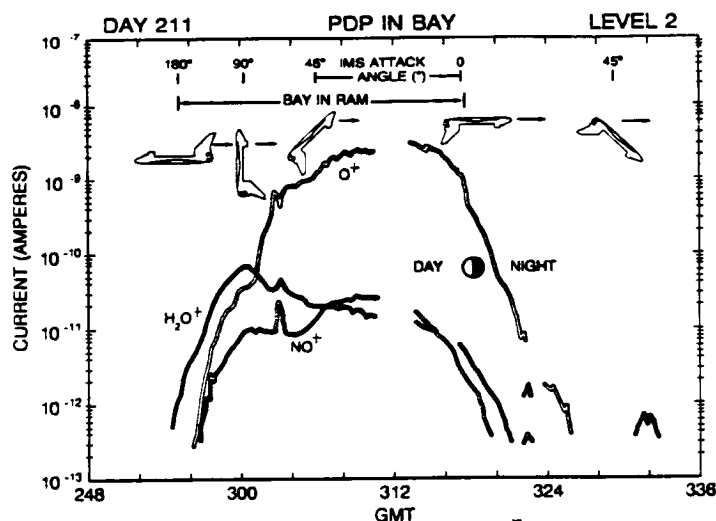 DAY 211 PDP IN BAY LEVEL 2
10⁻⁷
180° 90° 45° IMS ATTACK 0 45°
ANGLE (°)
BAY IN RAM
10⁻⁸
10⁻⁹
O⁺
10⁻¹⁰
DAY NIGHT
H₂O⁺
10⁻¹¹
NO⁺
10⁻¹²
10⁻¹³
CURRENT (AMPERES)
248 300 312 324 336
GMT